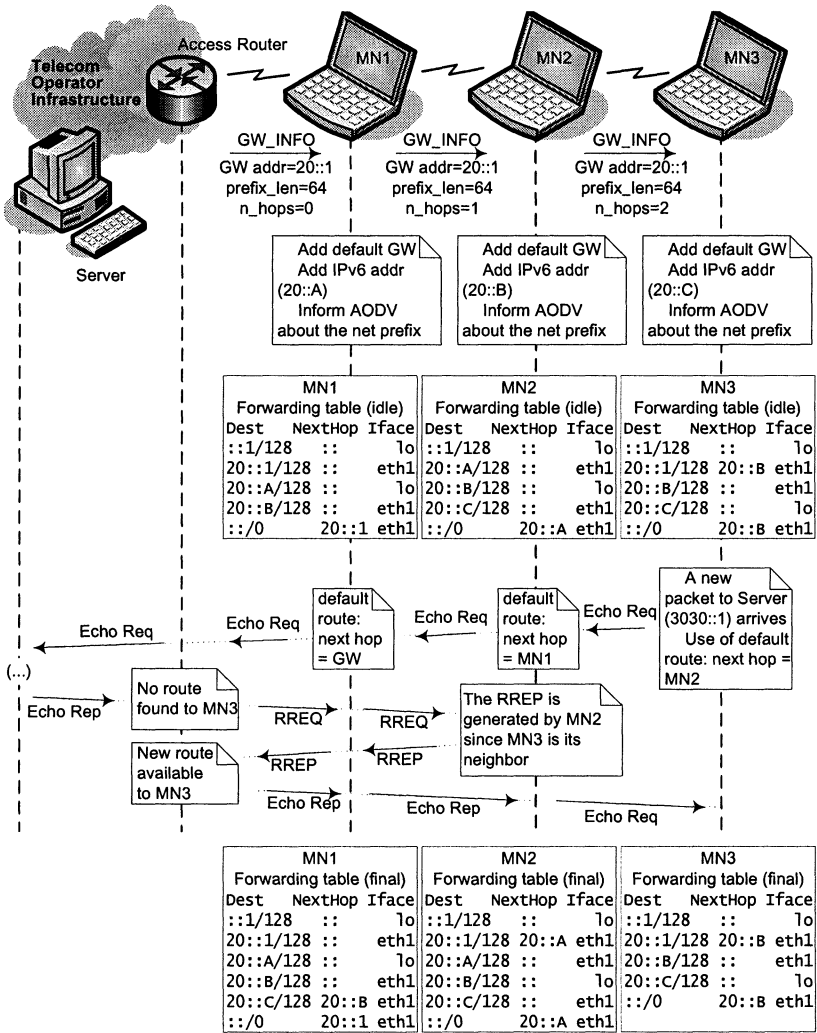 Access Router
MN1
MN2
MN3
Telecom
Operator
Infrastructure
Server
GW_INFO
GW addr=20::1
prefix_len=64
n_hops=0
GW_INFO
GW addr=20::1
prefix_len=64
n_hops=1
GW_INFO
GW addr=20::1
prefix_len=64
n_hops=2
Add default GW
Add IPv6 addr
(20::A)
Inform AODV
about the net prefix
Add default GW
Add IPv6 addr
(20::B)
Inform AODV
about the net prefix
Add default GW
Add IPv6 addr
(20::C)
Inform AODV
about the net prefix
MN1
Forwarding table (idle)
Dest NextHop Iface
::1/128 :: lo
20::1/128 :: eth1
20::A/128 :: lo
20::B/128 :: eth1
::/0 20::1 eth1
MN2
Forwarding table (idle)
Dest NextHop Iface
::1/128 :: lo
20::A/128 :: eth1
20::B/128 :: lo
20::C/128 :: eth1
::/0 20::A eth1
MN3
Forwarding table (idle)
Dest NextHop Iface
::1/128 :: lo
20::1/128 20::B eth1
20::B/128 :: eth1
20::C/128 :: lo
::/0 20::B eth1
A new
packet to Server
(3030::1) arrives
Use of default
route: next hop =
MN2
Echo Req
default
route:
next hop
= MN1
Echo Req
default
route:
next hop
= GW
Echo Req
Echo Req
(...)
Echo Rep
No route
found to MN3
RREQ
RREQ
The RREP is
generated by MN2
since MN3 is its
neighbor
RREP
RREP
New route
available
to MN3
Echo Rep
Echo Rep
Echo Req
MN1
Forwarding table (final)
Dest NextHop Iface
::1/128 :: lo
20::1/128 :: eth1
20::A/128 :: lo
20::B/128 :: eth1
20::C/128 20::B eth1
::/0 20::1 eth1
MN2
Forwarding table (final)
Dest NextHop Iface
::1/128 :: lo
20::1/128 20::A eth1
20::A/128 :: eth1
20::B/128 :: lo
20::C/128 :: eth1
::/0 20::A eth1
MN3
Forwarding table (final)
Dest NextHop Iface
::1/128 :: lo
20::1/128 20::B eth1
20::B/128 :: eth1
20::C/128 :: lo
::/0 20::B eth1